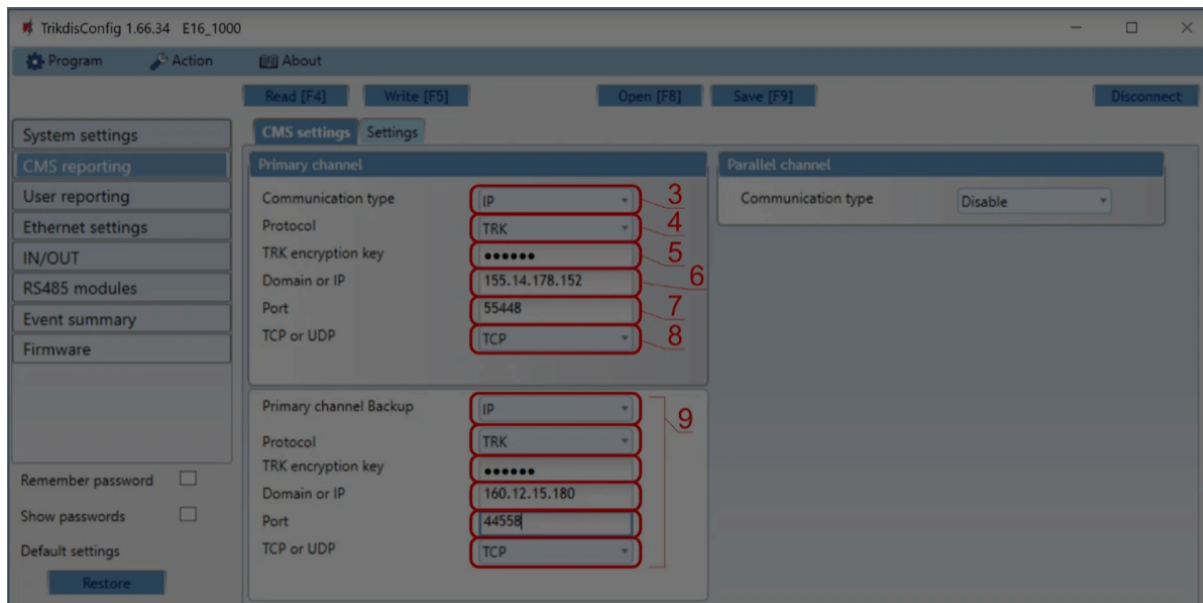 TrikdisConfig 1.66.34 E16_1000
Program Action About
Read [F4] Write [F5] Open [F8] Save [F9] Disconnect
System settings
CMS reporting
User reporting
Ethernet settings
IN/OUT
RS485 modules
Event summary
Firmware
Remember password
Show passwords
Default settings
Restore
CMS settings Settings
Primary channel
Communication type IP 3
Protocol TRK 4
TRK encryption key •••••• 5
Domain or IP 155.14.178.152 6
Port 55448 7
TCP or UDP TCP 8
Primary channel Backup IP 9
Protocol TRK
TRK encryption key ••••••
Domain or IP 160.12.15.180
Port 44558
TCP or UDP TCP
Parallel channel
Communication type Disable